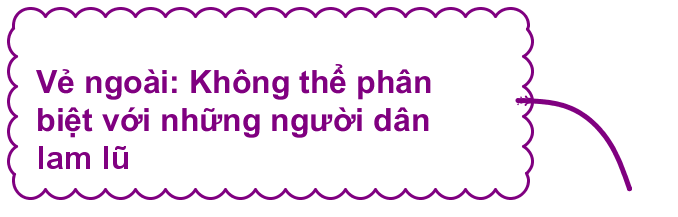 Vẻ ngoài: Không thể phân
biệt với những người dân
lam lũ